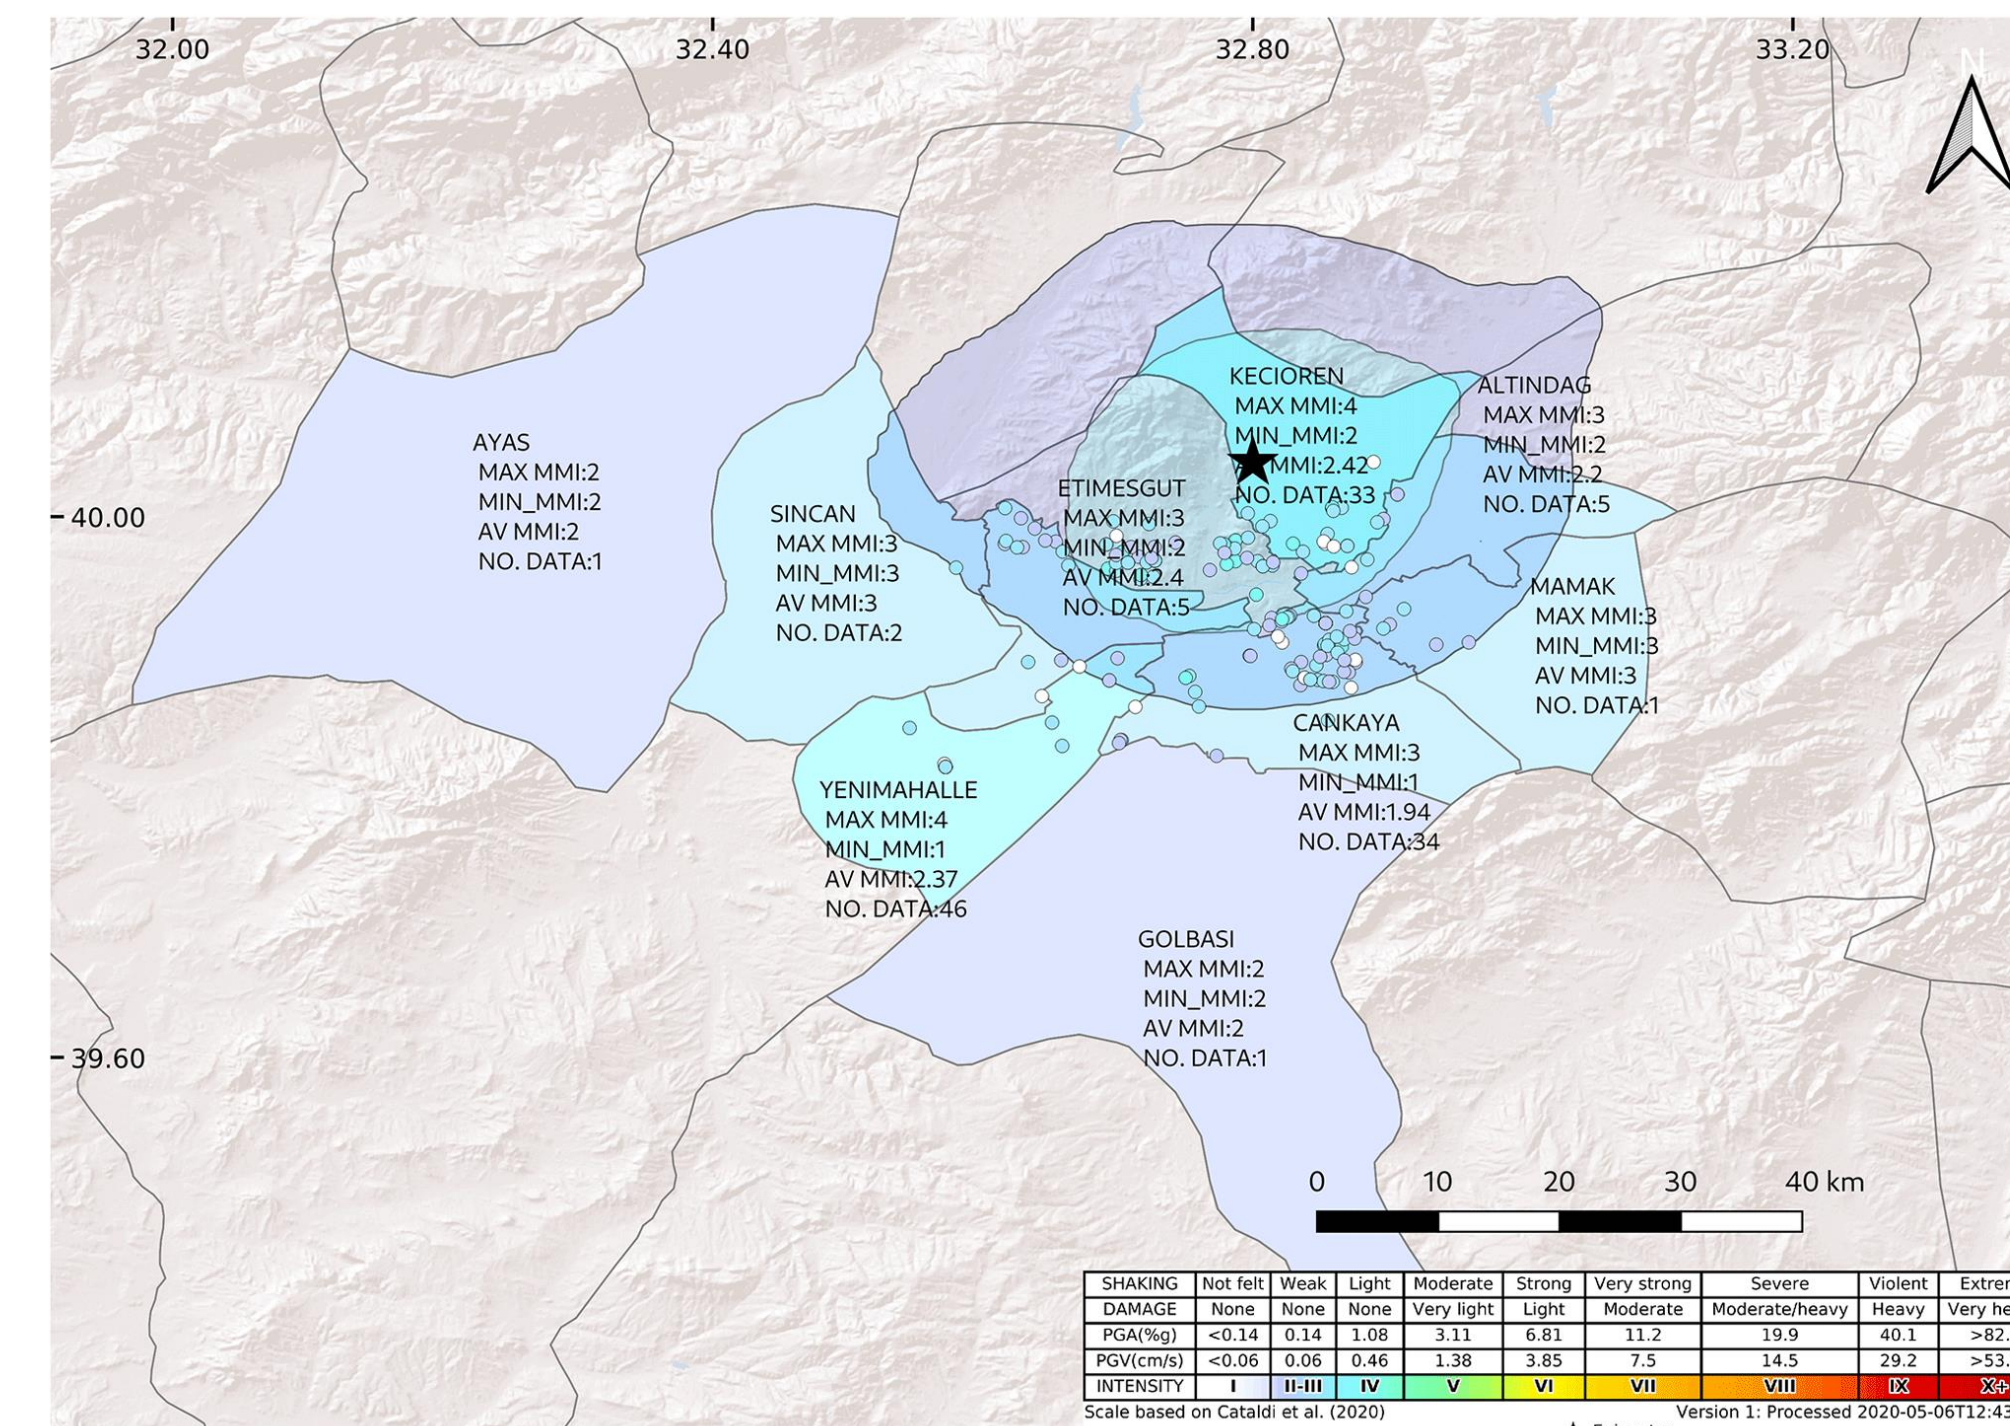 32.00 32.40 32.80 33.20
N
40.00
39.60
AYAS
MAX MMI:2
MIN_MMI:2
AV MMI:2
NO. DATA:1
SINCAN
MAX MMI:3
MIN_MMI:3
AV MMI:3
NO. DATA:2
ETIMESGUT
MAX MMI:3
MIN_MMI:2
AV MMI:2.4
NO. DATA:5
KECIOREN
MAX MMI:4
MIN_MMI:2
MMI:2.42
NO. DATA:33
ALTINDAG
MAX MMI:3
MIN_MMI:2
AV MMI:2.2
NO. DATA:5
MAMAK
MAX MMI:3
MIN_MMI:3
AV MMI:3
NO. DATA:1
CANKAYA
MAX MMI:3
MIN_MMI:1
AV MMI:1.94
NO. DATA:34
YENIMAHALLE
MAX MMI:4
MIN_MMI:1
AV MMI:2.37
NO. DATA:46
GOLBASI
MAX MMI:2
MIN_MMI:2
AV MMI:2
NO. DATA:1
0 10 20 30 40 km
SHAKING Not felt Weak Light Moderate Strong Very strong Severe Violent
DAMAGE None None None Very light Light Moderate Moderate/heavy Heavy
PGA(%g) <0.14 0.14 1.08 3.11 6.81 11.2 19.9 40.1 >82.
PGV(cm/s) <0.06 0.06 0.46 1.38 3.85 7.5 14.5 29.2 >53.
INTENSITY I II-III IV V VI VII VIII IX X+
Scale based on Cataldi et al. (2020) Version 1: Processed 2020-05-06T12:43